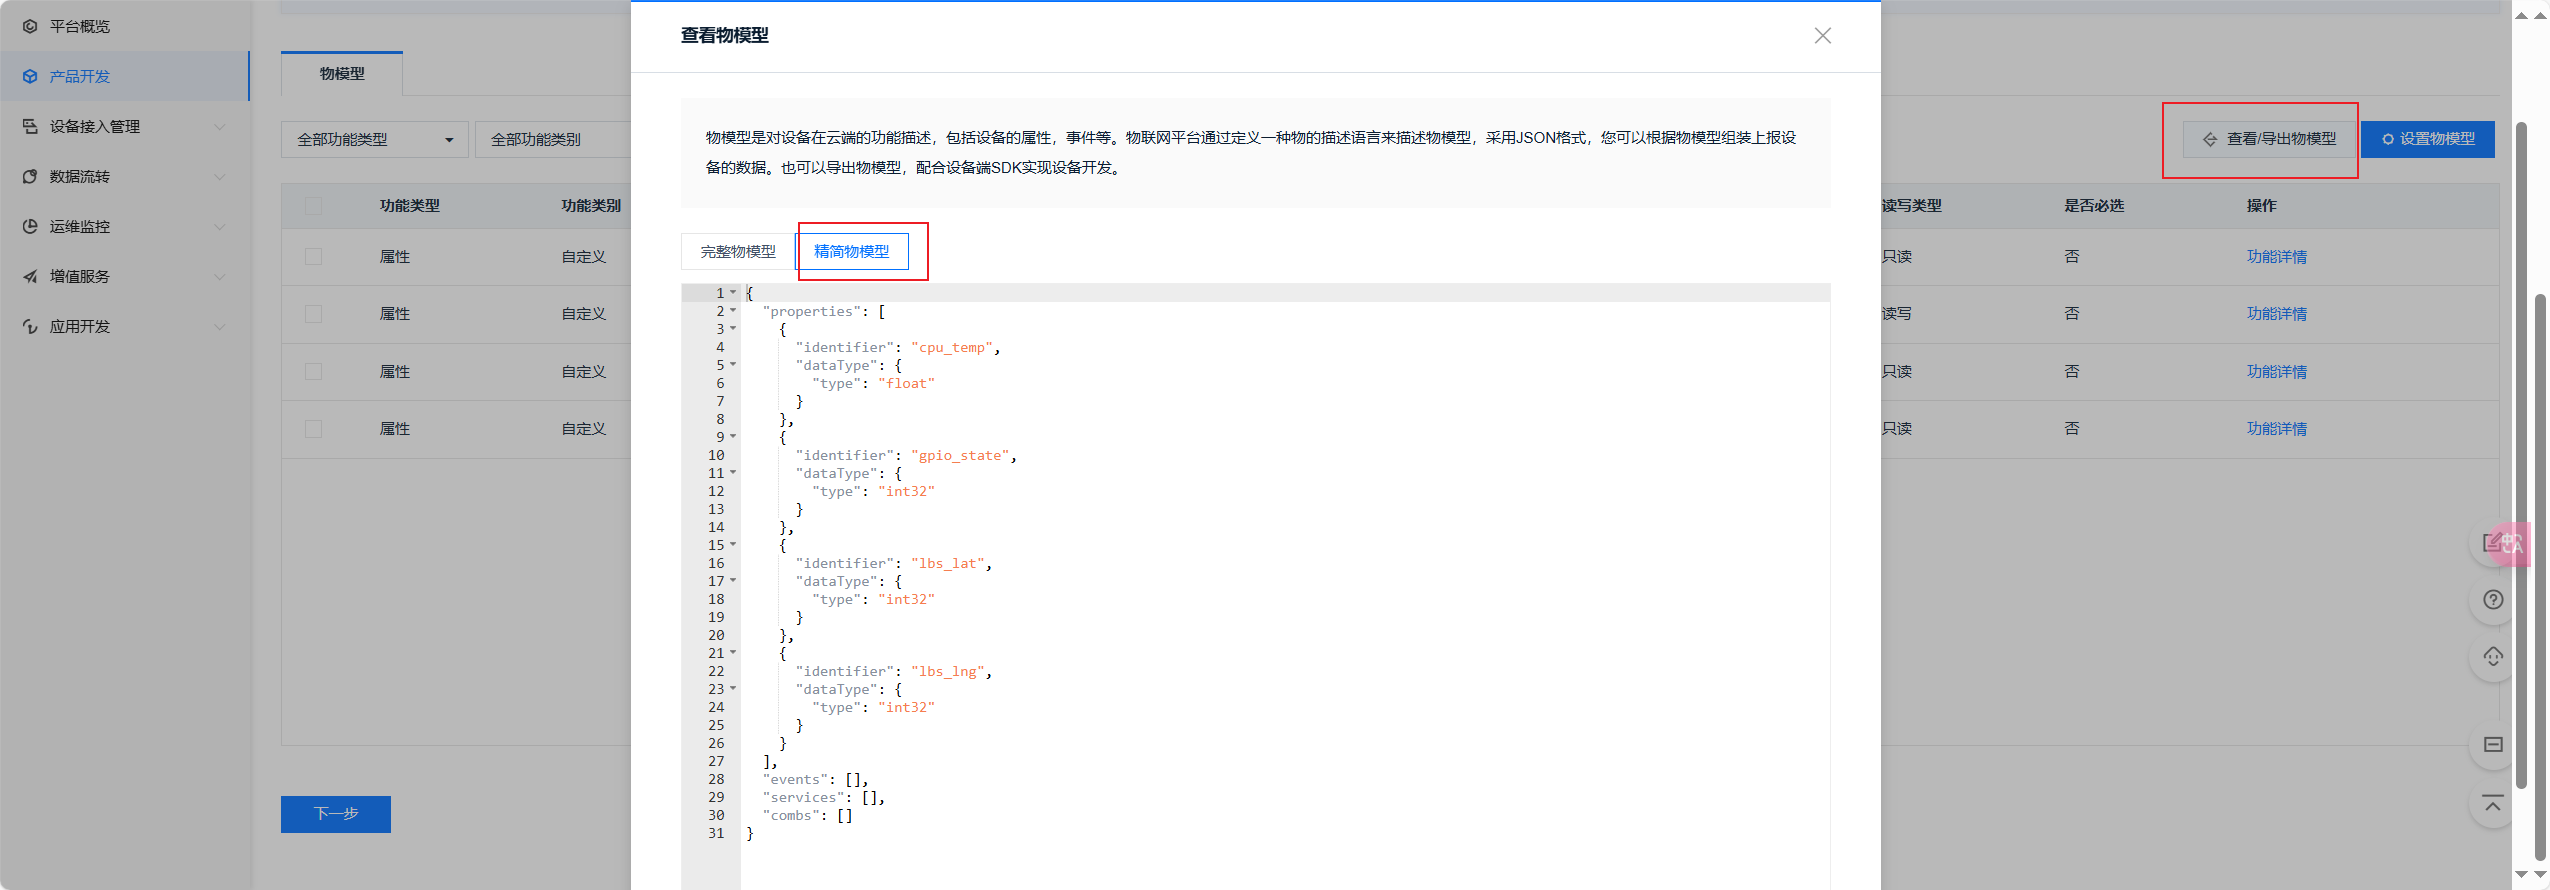 平台概览
产品开发
设备接入管理
数据流转
运维监控
增值服务
应用开发
物模型
全部功能类型
全部功能类别
功能类型
功能类别
属性
自定义
属性
自定义
属性
自定义
属性
自定义
下一步
查看物模型
物模型是对设备在云端的功能描述，包括设备的属性，事件等。物联网平台通过定义一种物的描述语言来描述物模型，采用JSON格式，您可以根据物模型组装上报设
备的数据。也可以导出物模型，配合设备端SDK实现设备开发。
完整物模型
精简物模型
1 {
2 "properties": [
3 {
4 "identifier": "cpu_temp",
5 "dataType": {
6 "type": "float"
7 }
8 },
9 {
10 "identifier": "gpio_state",
11 "dataType": {
12 "type": "int32"
13 }
14 },
15 {
16 "identifier": "lbs_lat",
17 "dataType": {
18 "type": "int32"
19 }
20 },
21 {
22 "identifier": "lbs_lng",
23 "dataType": {
24 "type": "int32"
25 }
26 }
27 ],
28 "events": [],
29 "services": [],
30 "combs": []
31 }
查看/导出物模型
设置物模型
读写类型
是否必选
操作
只读
否
功能详情
读写
否
功能详情
只读
否
功能详情
只读
否
功能详情